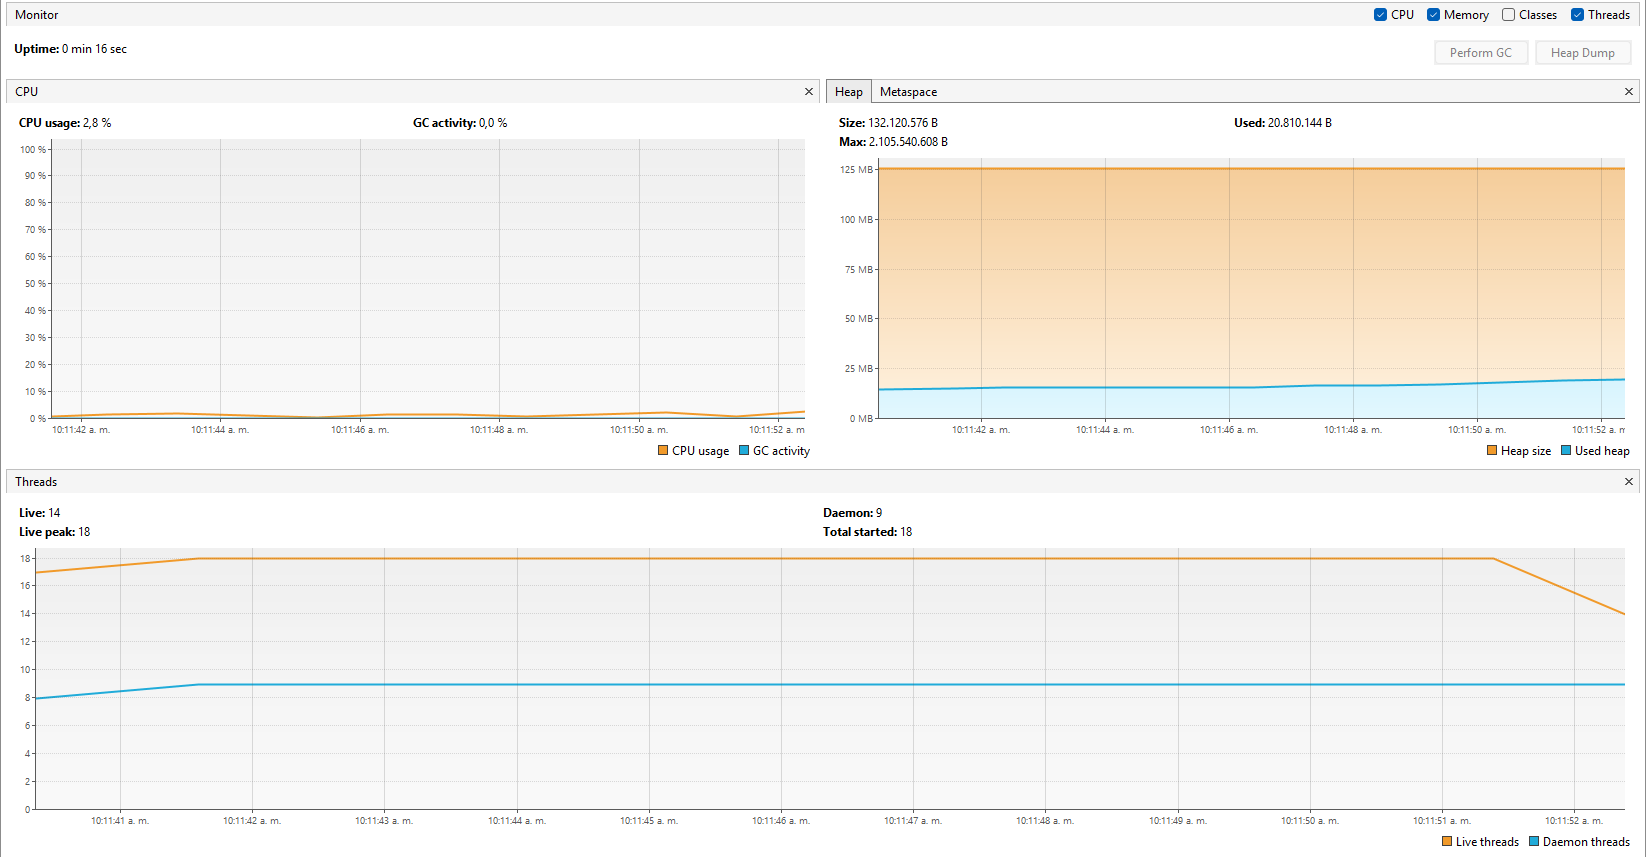 Monitor
CPU Memory Classes Threads
Uptime: 0 min 16 sec
Perform GC Heap Dump
CPU
CPU usage: 2,8 % GC activity: 0,0 %
100 %
90 %
80 %
70 %
60 %
50 %
40 %
30 %
20 %
10 %
0 %
10:11:42 a. m. 10:11:44 a. m. 10:11:46 a. m. 10:11:48 a. m. 10:11:50 a. m. 10:11:52 a. m
CPU usage GC activity
Heap Metaspace
Size: 132.120.576 B Used: 20.810.144 B
Max: 2.105.540.608 B
125 MB
100 MB
75 MB
50 MB
25 MB
0 MB
10:11:42 a. m. 10:11:44 a. m. 10:11:46 a. m. 10:11:48 a. m. 10:11:50 a. m. 10:11:52 a. m
Heap size Used heap
Threads
Live: 14 Daemon: 9
Live peak: 18 Total started: 18
18
16
14
12
10
8
6
4
2
0
10:11:41 a. m. 10:11:42 a. m. 10:11:43 a. m. 10:11:44 a. m. 10:11:45 a. m. 10:11:46 a. m. 10:11:47 a. m. 10:11:48 a. m. 10:11:49 a. m. 10:11:50 a. m. 10:11:51 a. m. 10:11:52 a. m.
Live threads Daemon threads